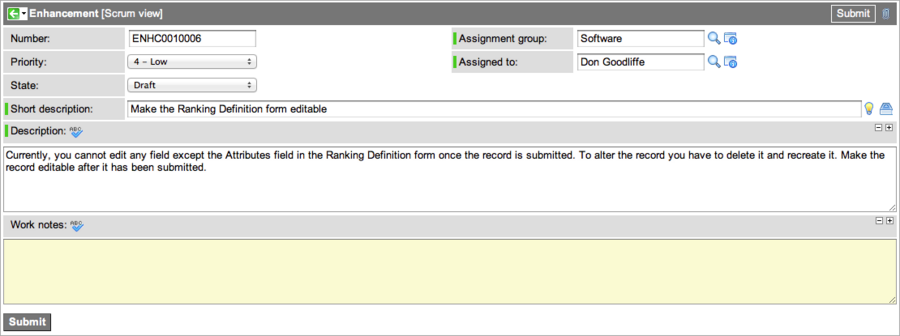 Enhancement [Scrum view] Submit
Number: ENHC0010006 Assignment group: Software
Priority: 4 – Low Assigned to: Don Goodliffe
State: Draft
Short description: Make the Ranking Definition form editable
Description: ABC
Currently, you cannot edit any field except the Attributes field in the Ranking Definition form once the record is submitted. To alter the record you have to delete it and recreate it. Make the
record editable after it has been submitted.
Work notes: ABC
Submit